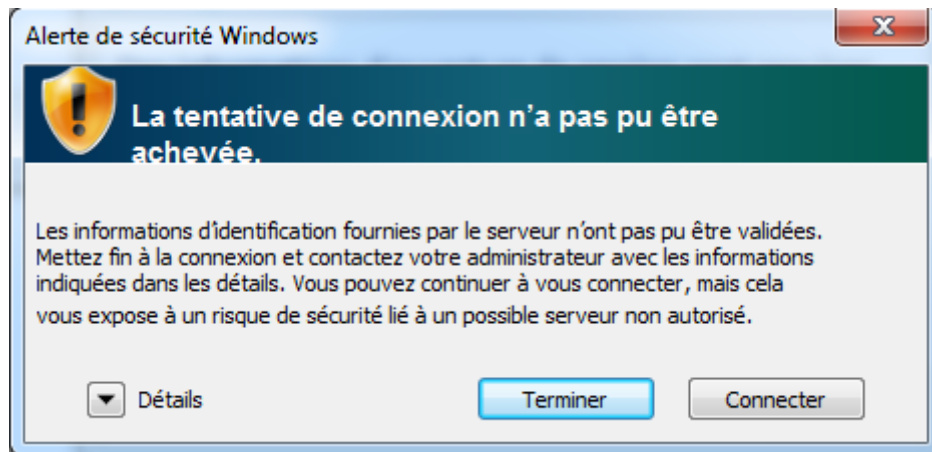 Alerte de sécurité Windows
La tentative de connexion n’a pas pu être
achevée.
Les informations d’identification fournies par le serveur n’ont pas pu être validées.
Mettez fin à la connexion et contactez votre administrateur avec les informations
indiquées dans les détails. Vous pouvez continuer à vous connecter, mais cela
vous expose à un risque de sécurité lié à un possible serveur non autorisé.
Détails
Terminer
Connecter